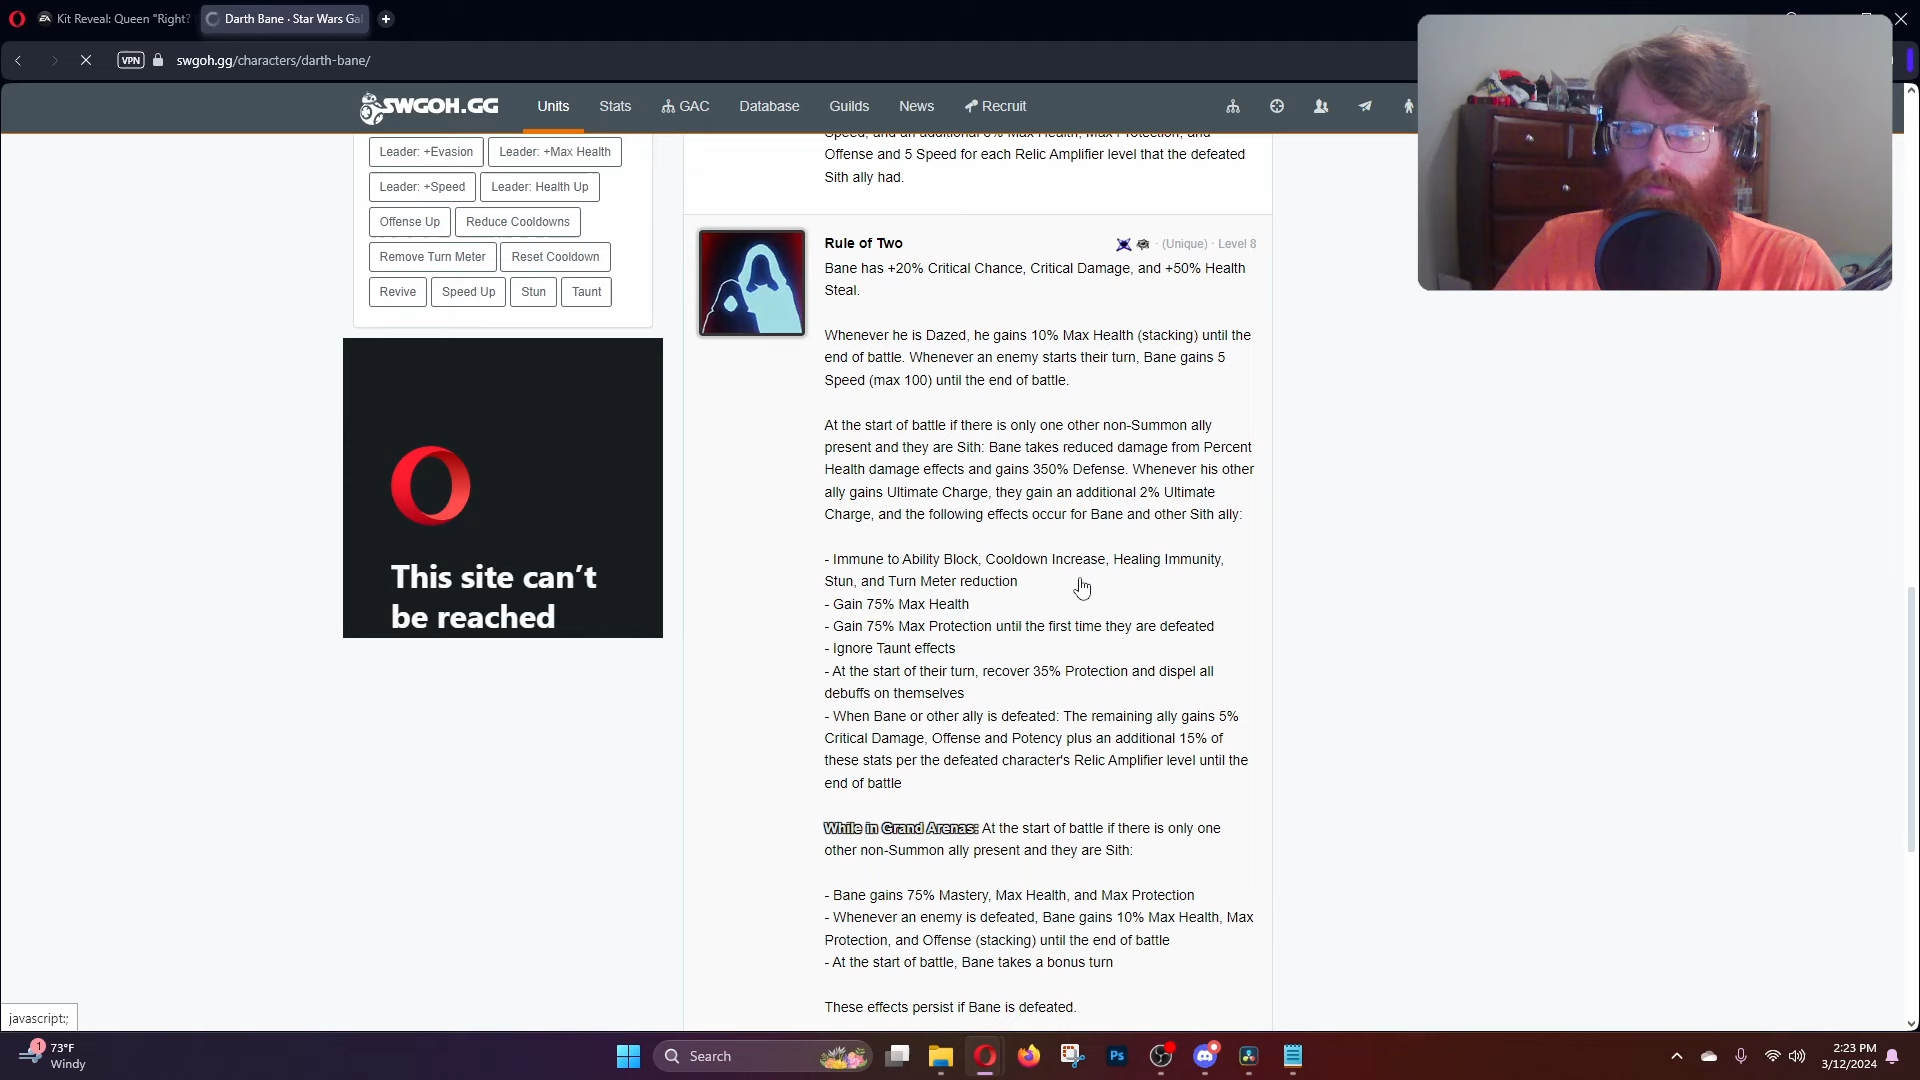 Kit Reveal: Queen "Right?
Darth Bane · Star Wars Gal
VPN
swgoh.gg/characters/darth-bane/
SWGOH.GG
Units
Stats
GAC
Database
Guilds
News
Recruit
Leader: +Evasion
Leader: +Max Health
Leader: +Speed
Leader: Health Up
Offense Up
Reduce Cooldowns
Remove Turn Meter
Reset Cooldown
Revive
Speed Up
Stun
Taunt
This site can't
be reached
Offense and 5 Speed for each Relic Amplifier level that the defeated
Sith ally had.
Rule of Two
· (Unique) · Level 8
Bane has +20% Critical Chance, Critical Damage, and +50% Health
Steal.
Whenever he is Dazed, he gains 10% Max Health (stacking) until the
end of battle. Whenever an enemy starts their turn, Bane gains 5
Speed (max 100) until the end of battle.
At the start of battle if there is only one other non-Summon ally
present and they are Sith: Bane takes reduced damage from Percent
Health damage effects and gains 350% Defense. Whenever his other
ally gains Ultimate Charge, they gain an additional 2% Ultimate
Charge, and the following effects occur for Bane and other Sith ally:
- Immune to Ability Block, Cooldown Increase, Healing Immunity,
Stun, and Turn Meter reduction
- Gain 75% Max Health
- Gain 75% Max Protection until the first time they are defeated
- Ignore Taunt effects
- At the start of their turn, recover 35% Protection and dispel all
debuffs on themselves
- When Bane or other ally is defeated: The remaining ally gains 5%
Critical Damage, Offense and Potency plus an additional 15% of
these stats per the defeated character's Relic Amplifier level until the
end of battle
While in Grand Arenas: At the start of battle if there is only one
other non-Summon ally present and they are Sith:
- Bane gains 75% Mastery, Max Health, and Max Protection
- Whenever an enemy is defeated, Bane gains 10% Max Health, Max
Protection, and Offense (stacking) until the end of battle
- At the start of battle, Bane takes a bonus turn
These effects persist if Bane is defeated.
javascript:;
1
73°F
Windy
Search
Ps
2:23 PM
3/12/2024